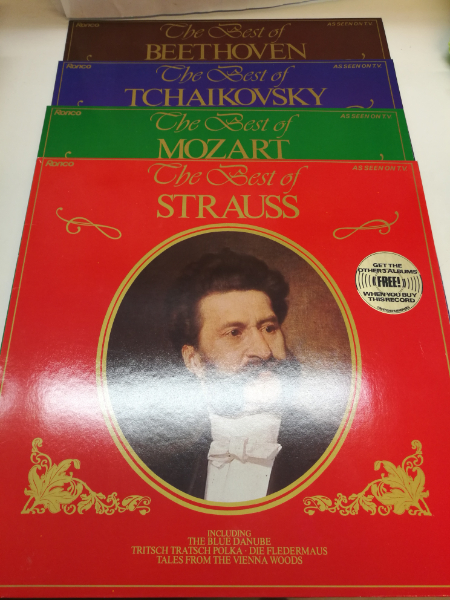 Ronco
The Best of
AS SEEN ON T.V.
BEETHOVEN
Ronco
The Best of
AS SEEN ON T.V.
TCHAIKOVSKY
Ronco
The Best of
AS SEEN ON T.V.
MOZART
Ronco
The Best of
AS SEEN ON T.V.
STRAUSS
GET THE
OTHER 3 ALBUMS
FREE!
WHEN YOU BUY
THIS RECORD
INCLUDING
THE BLUE DANUBE
TRITSCH TRATSCH POLKA · DIE FLEDERMAUS
TALES FROM THE VIENNA WOODS